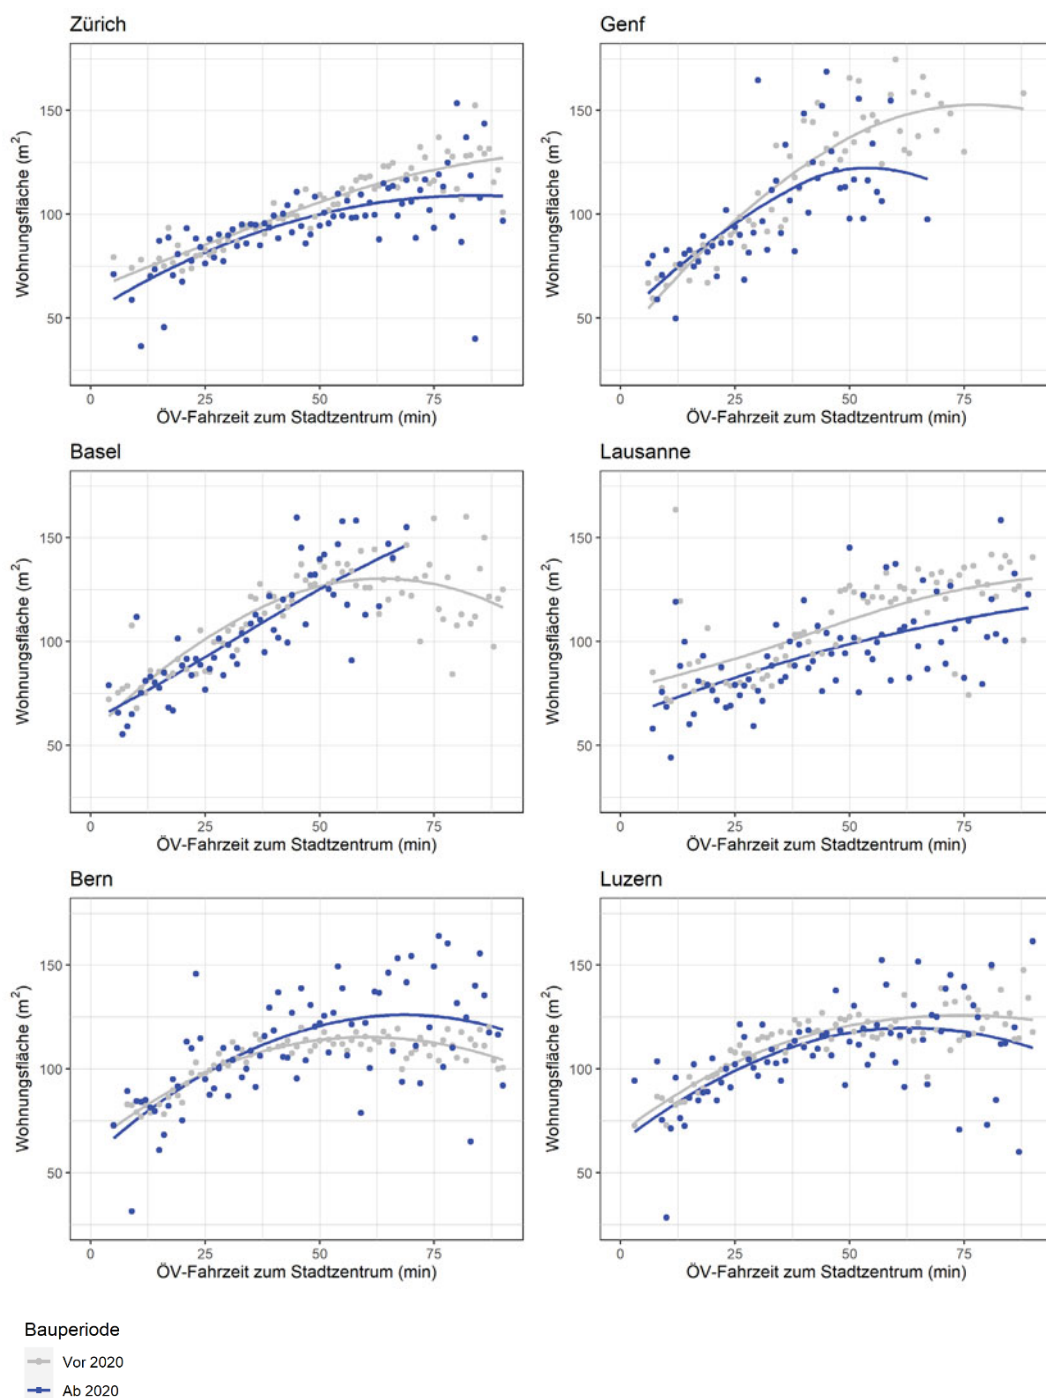 Zürich
Genf
Wohnungsfläche (m²)
150
100
50
0 25 50 75
ÖV-Fahrzeit zum Stadtzentrum (min)
Wohnungsfläche (m²)
150
100
50
0 25 50 75
ÖV-Fahrzeit zum Stadtzentrum (min)
Basel
Lausanne
Wohnungsfläche (m²)
150
100
50
0 25 50 75
ÖV-Fahrzeit zum Stadtzentrum (min)
Wohnungsfläche (m²)
150
100
50
0 25 50 75
ÖV-Fahrzeit zum Stadtzentrum (min)
Bern
Luzern
Wohnungsfläche (m²)
150
100
50
0 25 50 75
ÖV-Fahrzeit zum Stadtzentrum (min)
Wohnungsfläche (m²)
150
100
50
0 25 50 75
ÖV-Fahrzeit zum Stadtzentrum (min)
Bauperiode
Vor 2020
Ab 2020